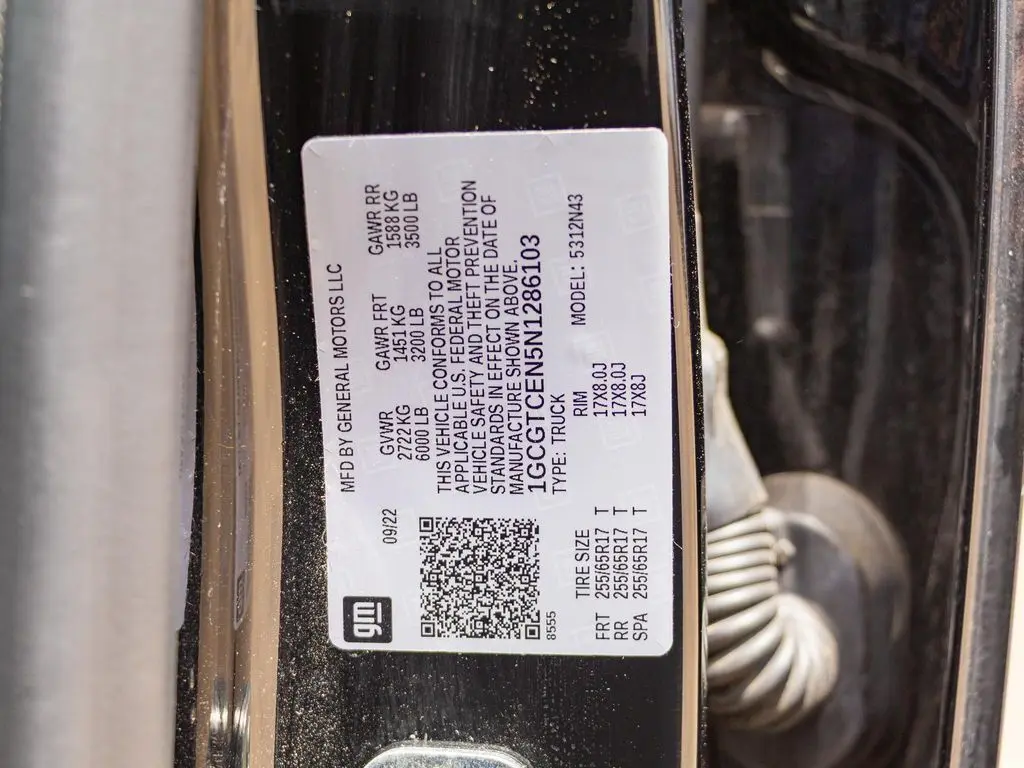 gm
09/22
MFD BY GENERAL MOTORS LLC
GVWR GAWR FRT GAWR RR
2722 KG 1451 KG 1588 KG
6000 LB 3200 LB 3500 LB
THIS VEHICLE CONFORMS TO ALL
APPLICABLE U.S. FEDERAL MOTOR
VEHICLE SAFETY AND THEFT PREVENTION
STANDARDS IN EFFECT ON THE DATE OF
MANUFACTURE SHOWN ABOVE.
1GCGTCEN5N1286103
8555
TYPE: TRUCK MODEL: 5312N43
TIRE SIZE RIM
FRT 255/65R17 T 17X8.0J
RR 255/65R17 T 17X8.0J
SPA 255/65R17 T 17X8J